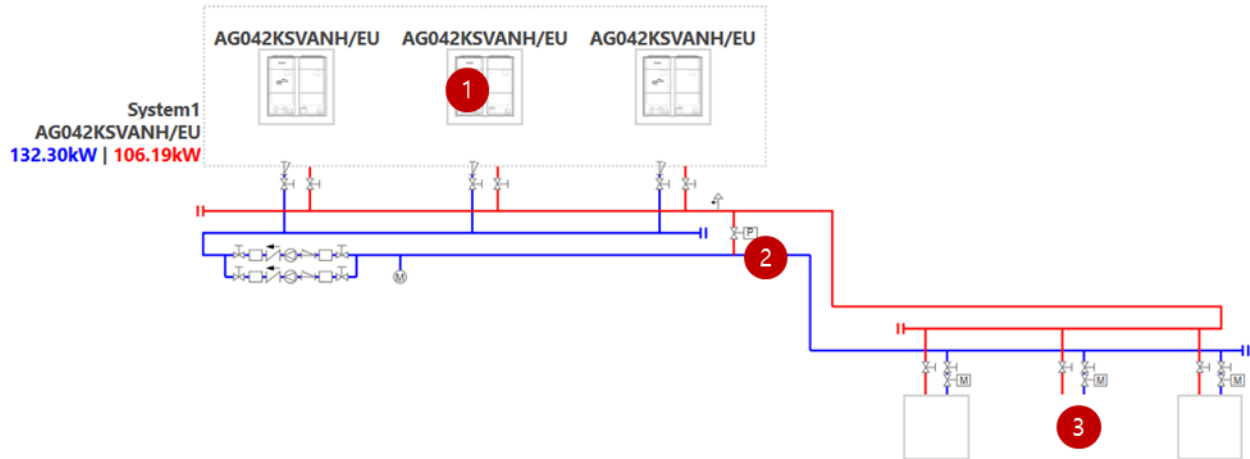 AG042KSVANH/EU AG042KSVANH/EU AG042KSVANH/EU
1
System1
AG042KSVANH/EU
132.30kW | 106.19kW
P
2
M
M M M
3